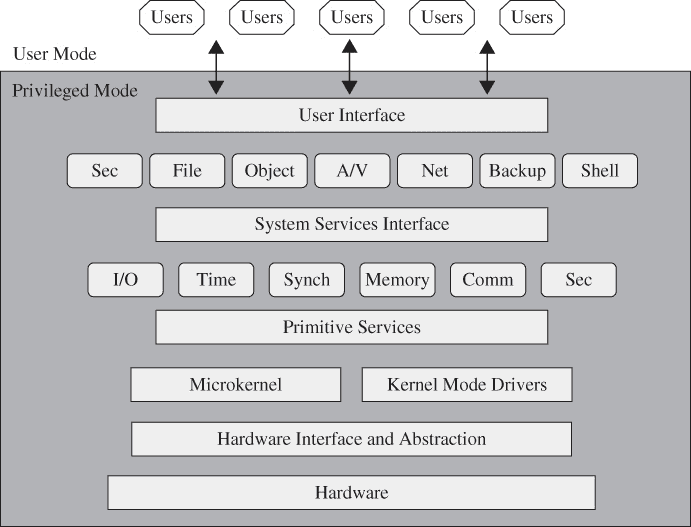 Users Users Users Users Users
User Mode
Privileged Mode
User Interface
Sec File Object A/V Net Backup Shell
System Services Interface
I/O Time Synch Memory Comm Sec
Primitive Services
Microkernel Kernel Mode Drivers
Hardware Interface and Abstraction
Hardware